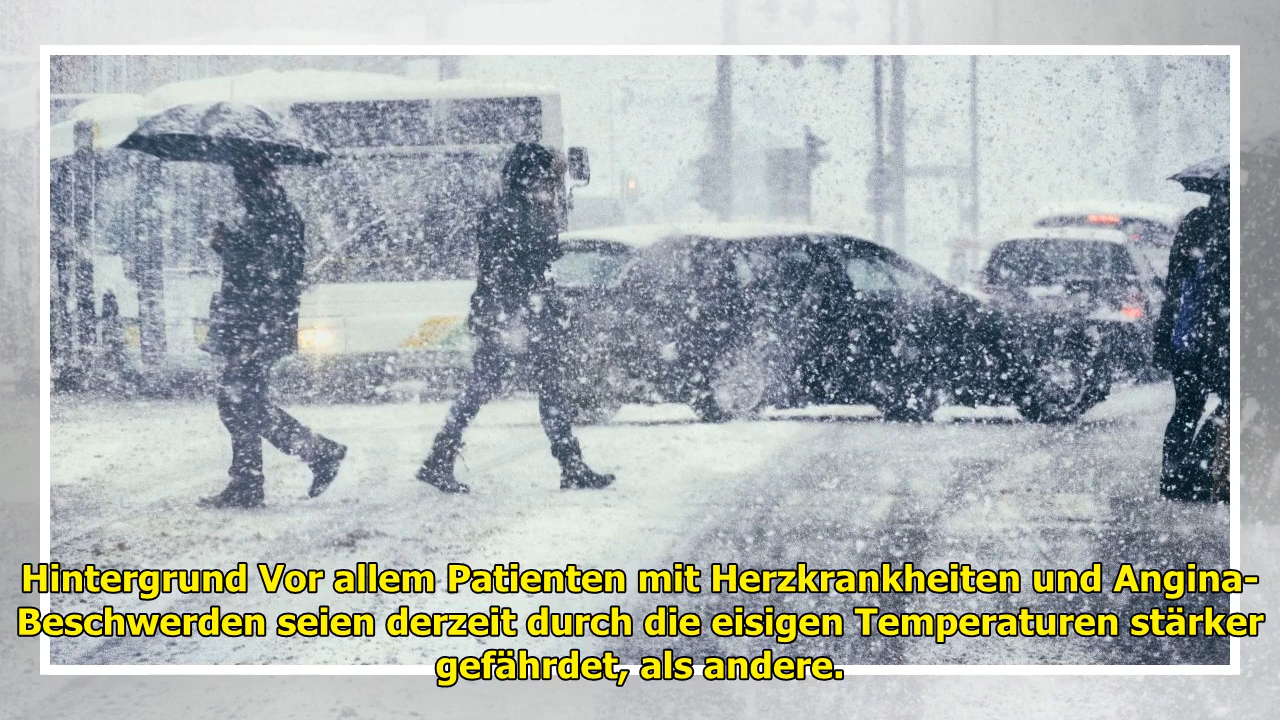 Hintergrund Vor allem Patienten mit Herzkrankheiten und Angina-
Beschwerden seien derzeit durch die eisigen Temperaturen stärker
gefährdet, als andere.